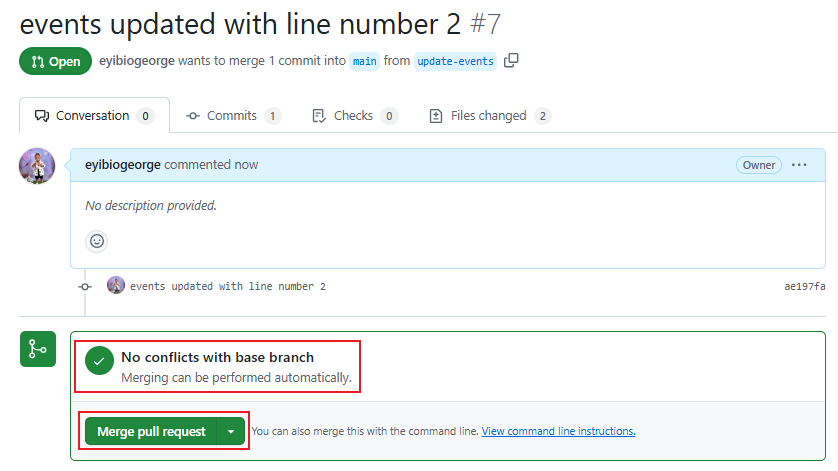 events updated with line number 2 #7
Open eyibiogeorge wants to merge 1 commit into main from update-events
Conversation 0 Commits 1 Checks 0 Files changed 2
eyibiogeorge commented now Owner
No description provided.
events updated with line number 2 ae197fa
No conflicts with base branch
Merging can be performed automatically.
Merge pull request You can also merge this with the command line. View command line instructions.